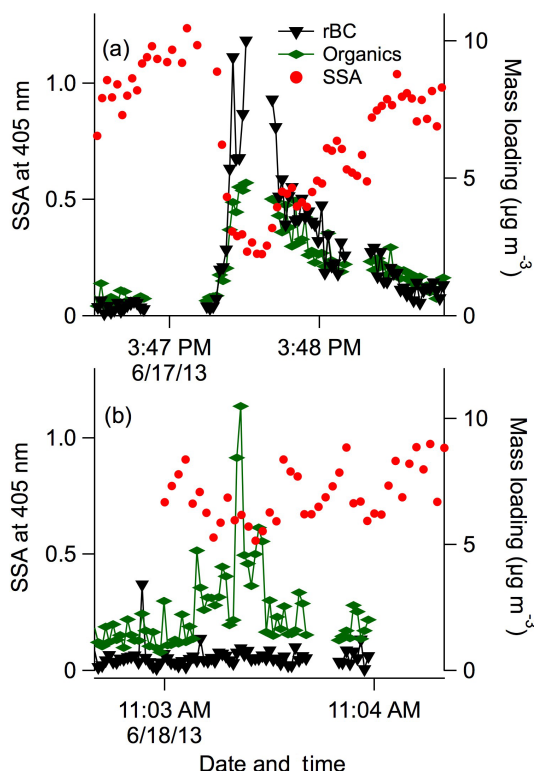 (a)
rBC
Organics
SSA
SSA at 405 nm
1.0
0.5
0
10
5
0
Mass loading (µg m⁻³)
3:47 PM
3:48 PM
6/17/13
(b)
SSA at 405 nm
1.0
0.5
0
10
5
0
Mass loading (µg m⁻³)
11:03 AM
11:04 AM
6/18/13
Date and time